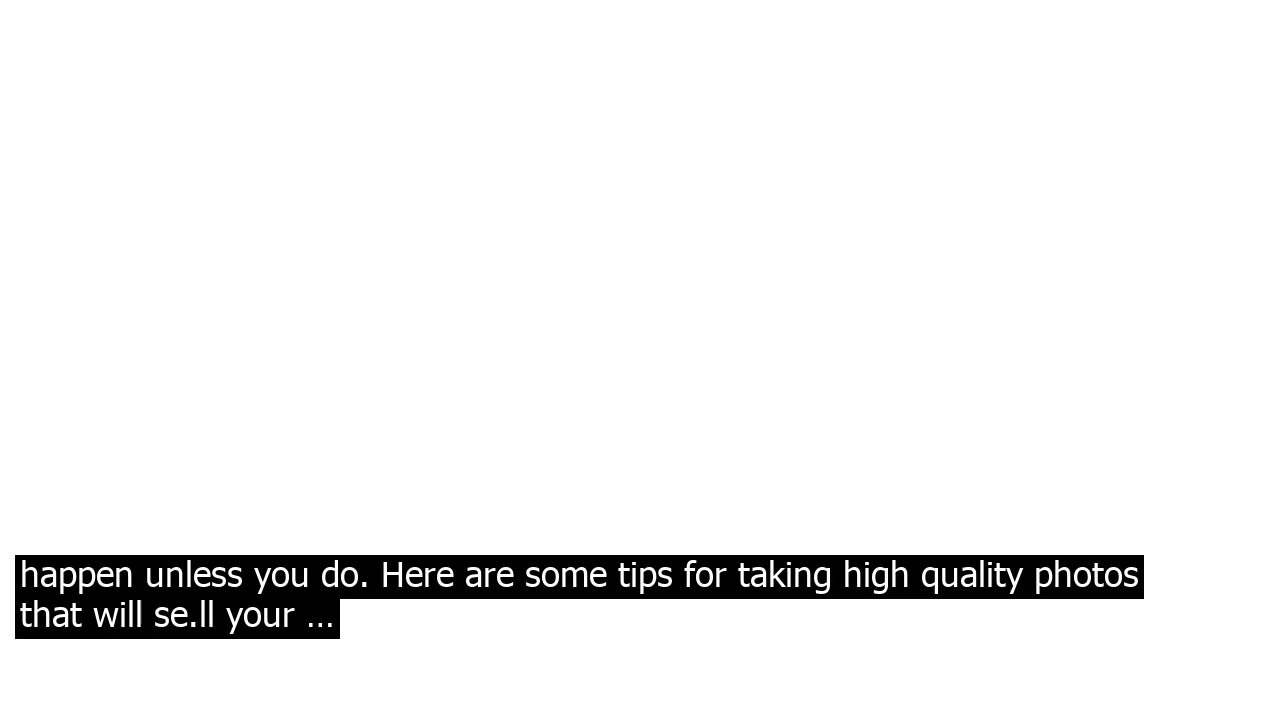 happen unless you do. Here are some tips for taking high quality photos
that will se.ll your ...